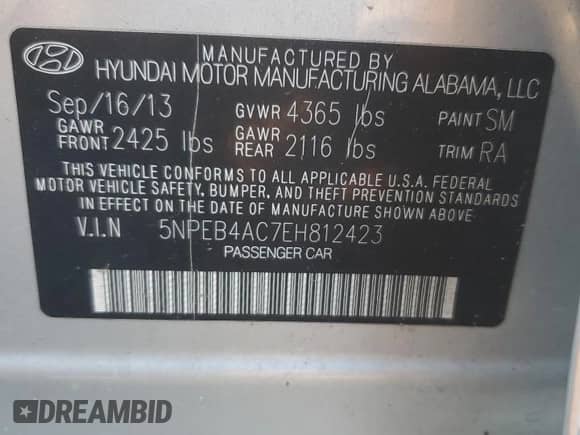 MANUFACTURED BY
HYUNDAI MOTOR MANUFACTURING ALABAMA, LLC
Sep/16/13 GVWR 4365 lbs PAINT SM
GAWR FRONT 2425 lbs GAWR REAR 2116 lbs TRIM RA
THIS VEHICLE CONFORMS TO ALL APPLICABLE U.S.A. FEDERAL
MOTOR VEHICLE SAFETY, BUMPER, AND THEFT PREVENTION STANDARDS
IN EFFECT ON THE DATE OF MANUFACTURE SHOWN ABOVE
V.I.N 5NPEB4AC7EH812423
PASSENGER CAR
DREAMBID